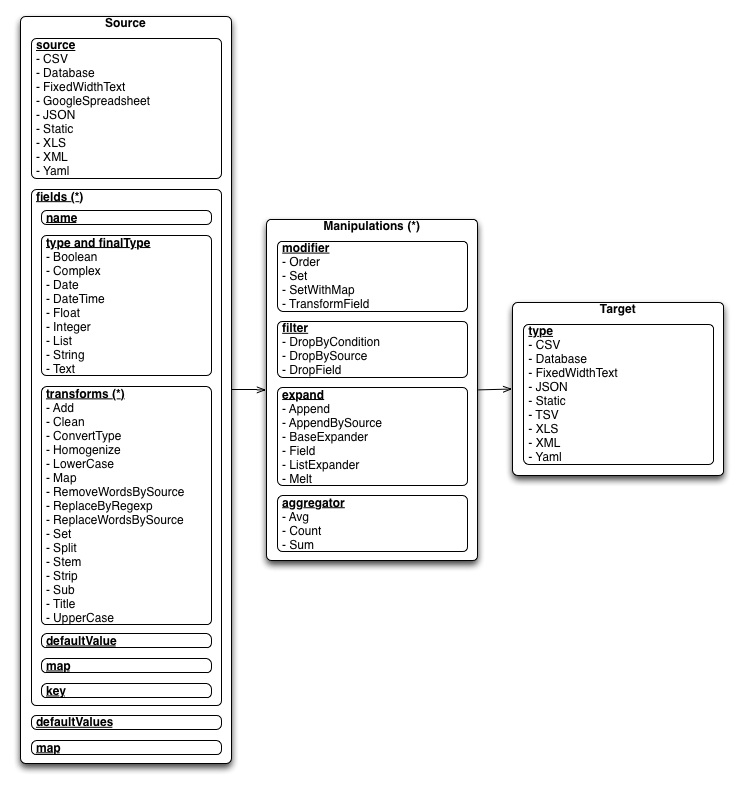 Source
source
- CSV
- Database
- FixedWidthText
- GoogleSpreadsheet
- JSON
- Static
- XLS
- XML
- Yaml
fields (*)
name
type and finalType
- Boolean
- Complex
- Date
- DateTime
- Float
- Integer
- List
- String
- Text
transforms (*)
- Add
- Clean
- ConvertType
- Homogenize
- LowerCase
- Map
- RemoveWordsBySource
- ReplaceByRegexp
- ReplaceWordsBySource
- Set
- Split
- Stem
- Strip
- Sub
- Title
- UpperCase
defaultValue
map
key
defaultValues
map
Manipulations (*)
modifier
- Order
- Set
- SetWithMap
- TransformField
filter
- DropByCondition
- DropBySource
- DropField
expand
- Append
- AppendBySource
- BaseExpander
- Field
- ListExpander
- Melt
aggregator
- Avg
- Count
- Sum
Target
type
- CSV
- Database
- FixedWidthText
- JSON
- Static
- TSV
- XLS
- XML
- Yaml